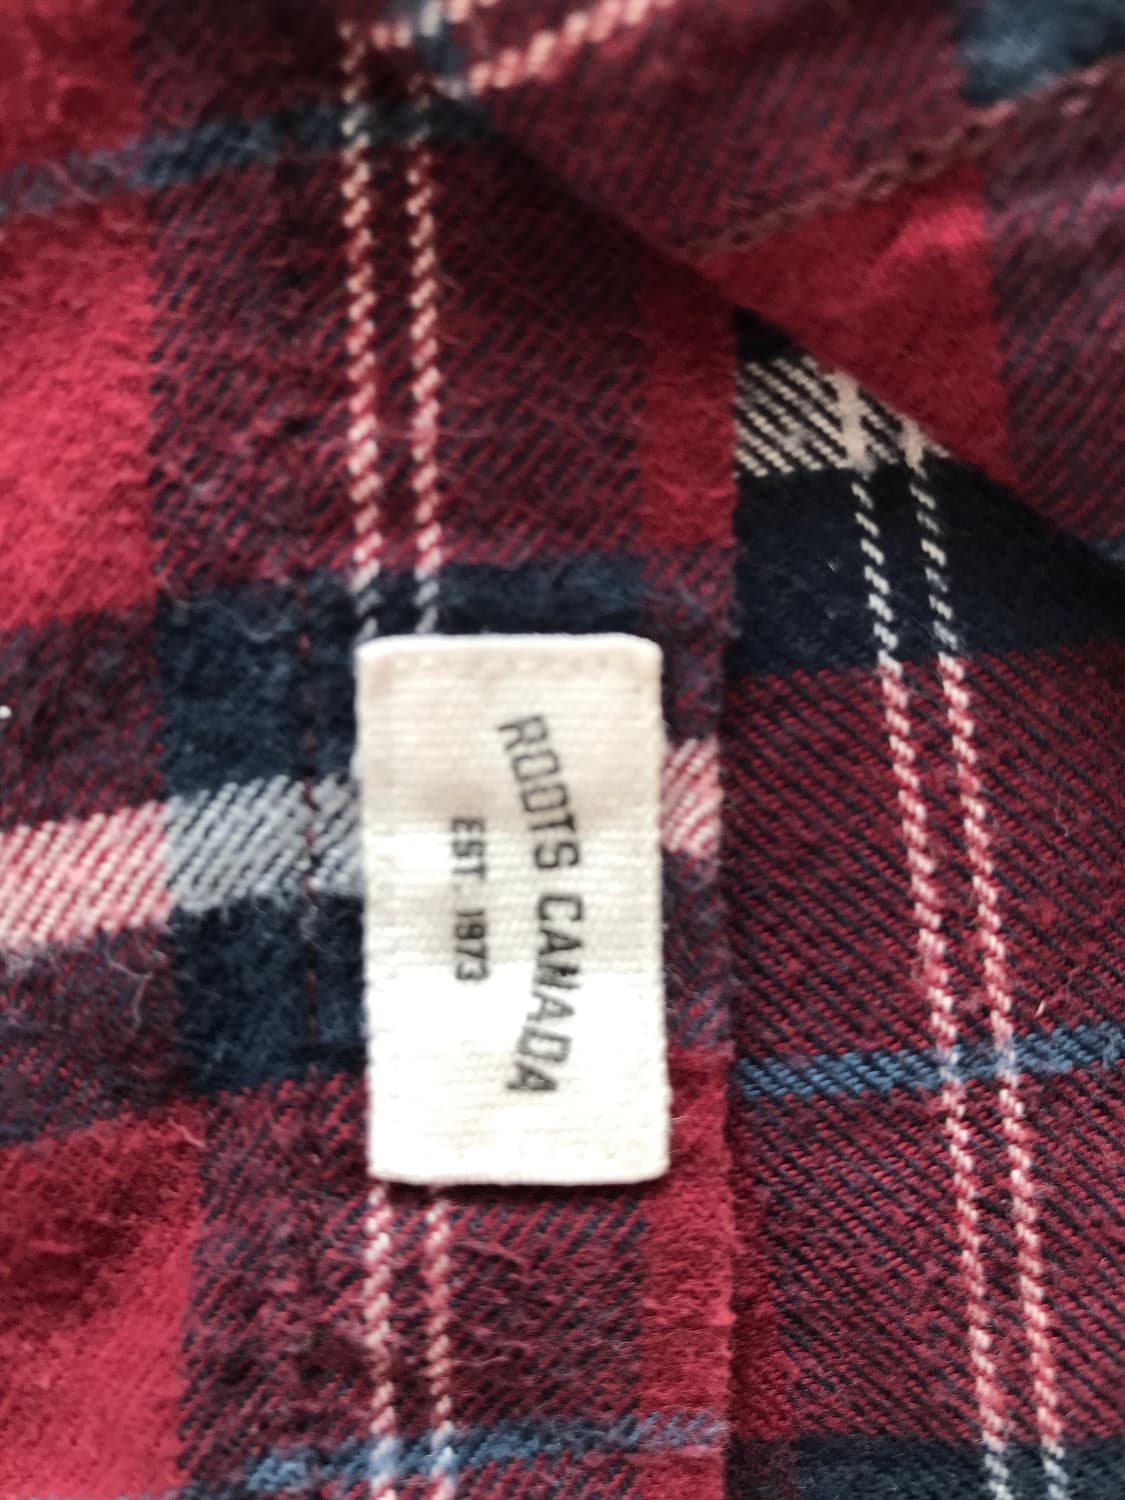 ROOTS CANADA
EST. 1973